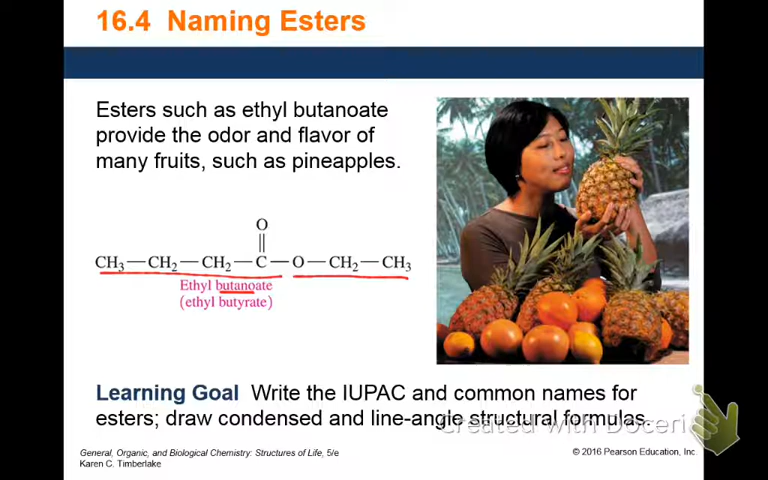 16.4 Naming Esters
Esters such as ethyl butanoate
provide the odor and flavor of
many fruits, such as pineapples.
O
||
CH₃—CH₂—CH₂—C—O—CH₂—CH₃
Ethyl butanoate
(ethyl butyrate)
Learning Goal Write the IUPAC and common names for
esters; draw condensed and line-angle structural formulas.
Created with Doceri
General, Organic, and Biological Chemistry: Structures of Life, 5/e
Karen C. Timberlake
© 2016 Pearson Education, Inc.